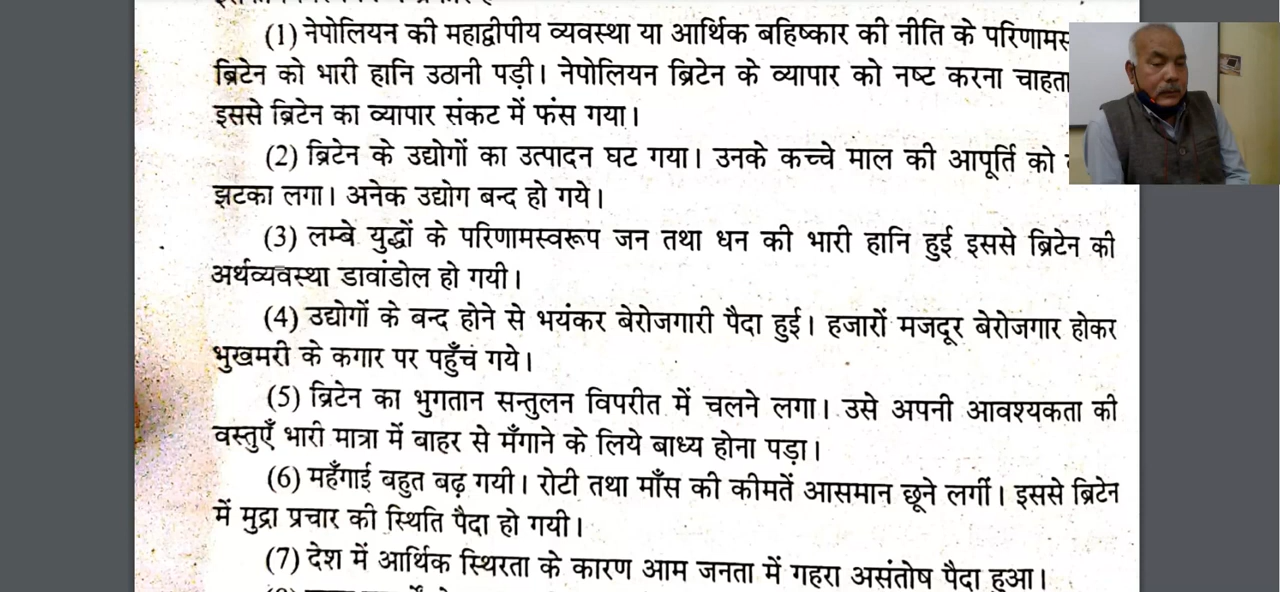 (1) नेपोलियन की महाद्वीपीय व्यवस्था या आर्थिक बहिष्कार की नीति के
ब्रिटेन को भारी हानि उठानी पड़ी। नेपोलियन ब्रिटेन के व्यापार को नष्ट करना चाहता
इससे ब्रिटेन का व्यापार संकट में फंस गया।
(2) ब्रिटेन के उद्योगों का उत्पादन घट गया। उनके कच्चे माल की आपूर्ति को
झटका लगा। अनेक उद्योग बन्द हो गये।
(3) लम्बे युद्धों के परिणामस्वरूप जन तथा धन की भारी हानि हुई इससे ब्रिटेन की
अर्थव्यवस्था डावांडोल हो गयी।
(4) उद्योगों के बन्द होने से भयंकर बेरोजगारी पैदा हुई। हजारों मजदूर बेरोजगार होकर
भुखमरी के कगार पर पहुँच गये।
(5) ब्रिटेन का भुगतान सन्तुलन विपरीत में चलने लगा। उसे अपनी आवश्यकता की
वस्तुएँ भारी मात्रा में बाहर से मँगाने के लिये बाध्य होना पड़ा।
(6) महँगाई बहुत बढ़ गयी। रोटी तथा माँस की कीमतें आसमान छूने लगीं। इससे ब्रिटेन
में मुद्रा प्रचार की स्थिति पैदा हो गयी।
(7) देश में आर्थिक स्थिरता के कारण आम जनता में गहरा असंतोष पैदा हुआ।